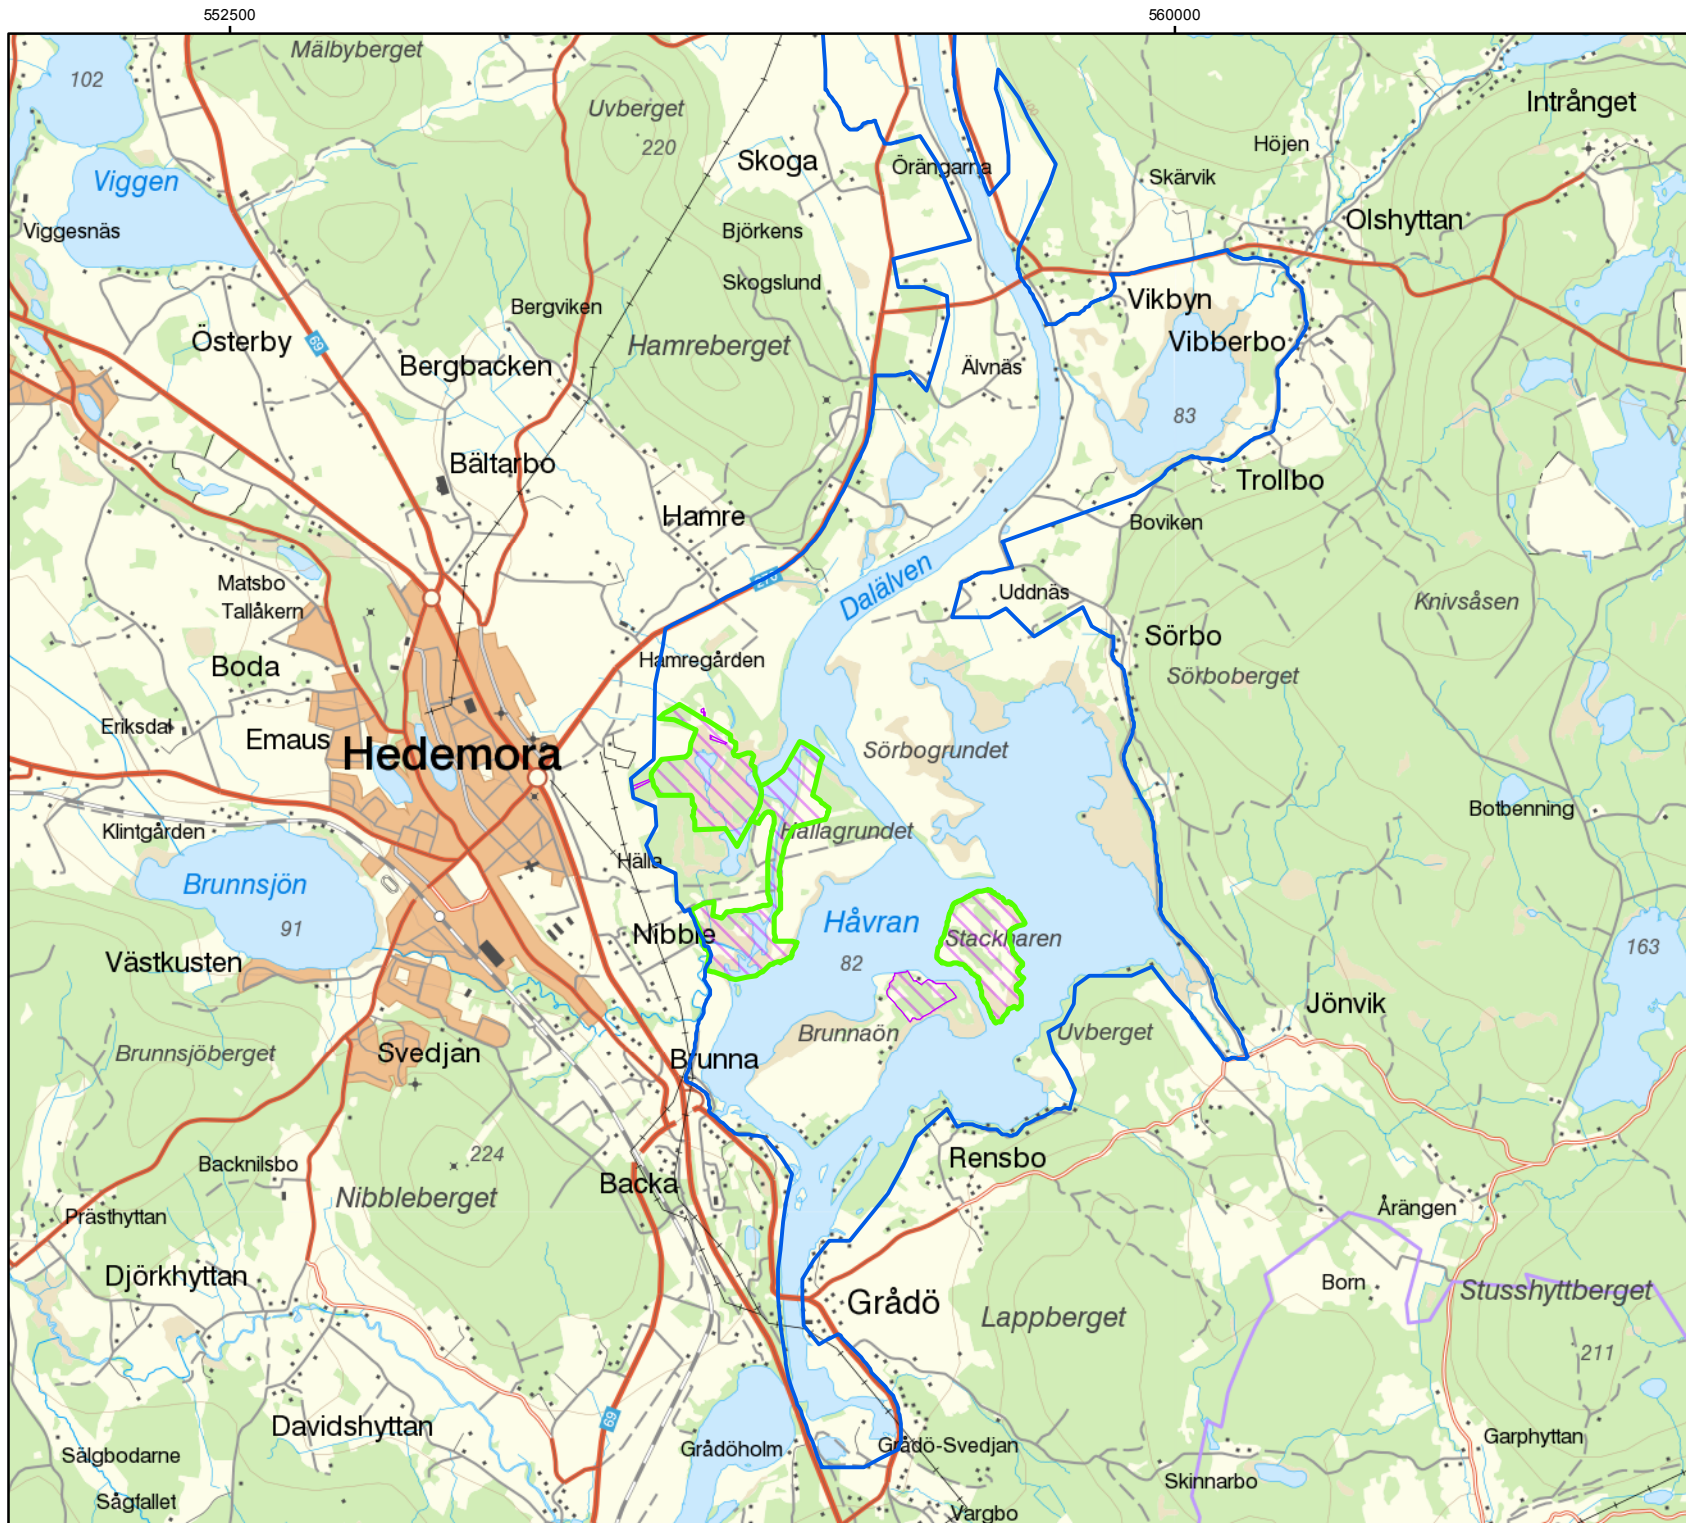 552500
560000
Mälbyberget
102
Uvberget
220
Intrånget
Höjen
Skoga
Örängarna
Skärvik
Viggen
Olshyttan
Viggesnäs
Björkens
Skogslund
Bergviken
Vikbyn
69
Österby
Hamreberget
Vibberbo
Bergbacken
Älvnäs
83
Bältarbo
Trollbo
Hamre
Boviken
Dalälven
Matsbo
Tallåkern
Uddnäs
Knivsåsen
Sörbo
Boda
Hamregården
Sörboberget
Eriksdal
Emaus
Hedemora
Sörbogrundet
Botbenning
Klintgården
Hällagrundet
Hälla
Brunnsjön
91
Håvran
Nibble
Stackharen
163
82
Västkusten
Jönvik
Brunnaön
Uvberget
Brunnsjöberget
Svedjan
Brunna
224
Rensbo
Backnilsbo
Backa
Nibbleberget
Årängen
Prästhyttan
Djörkhyttan
Born
Stusshyttberget
Grådö
Lappberget
211
69
Davidshyttan
Garphyttan
Grådöholm
Grådö-Svedjan
Sälgbodarne
Skinnarbo
Sågfallet
Vargbo